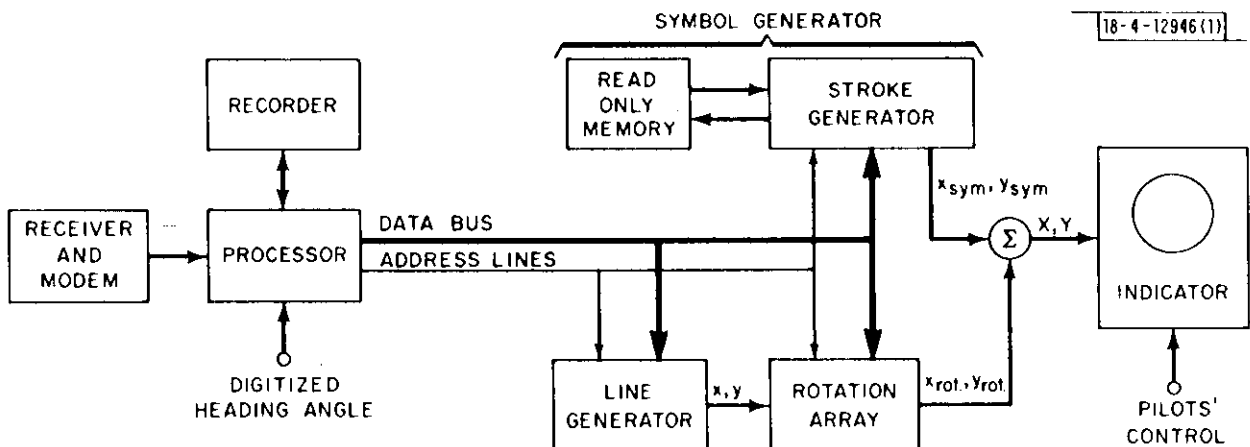 SYMBOL GENERATOR
18-4-12946(1)
RECORDER
READ
ONLY
MEMORY
STROKE
GENERATOR
RECEIVER
AND
MODEM
PROCESSOR
DATA BUS
ADDRESS LINES
xsym, ysym
Σ
X,Y
INDICATOR
DIGITIZED
HEADING ANGLE
LINE
GENERATOR
x,y
ROTATION
ARRAY
xrot., yrot.
PILOTS'
CONTROL